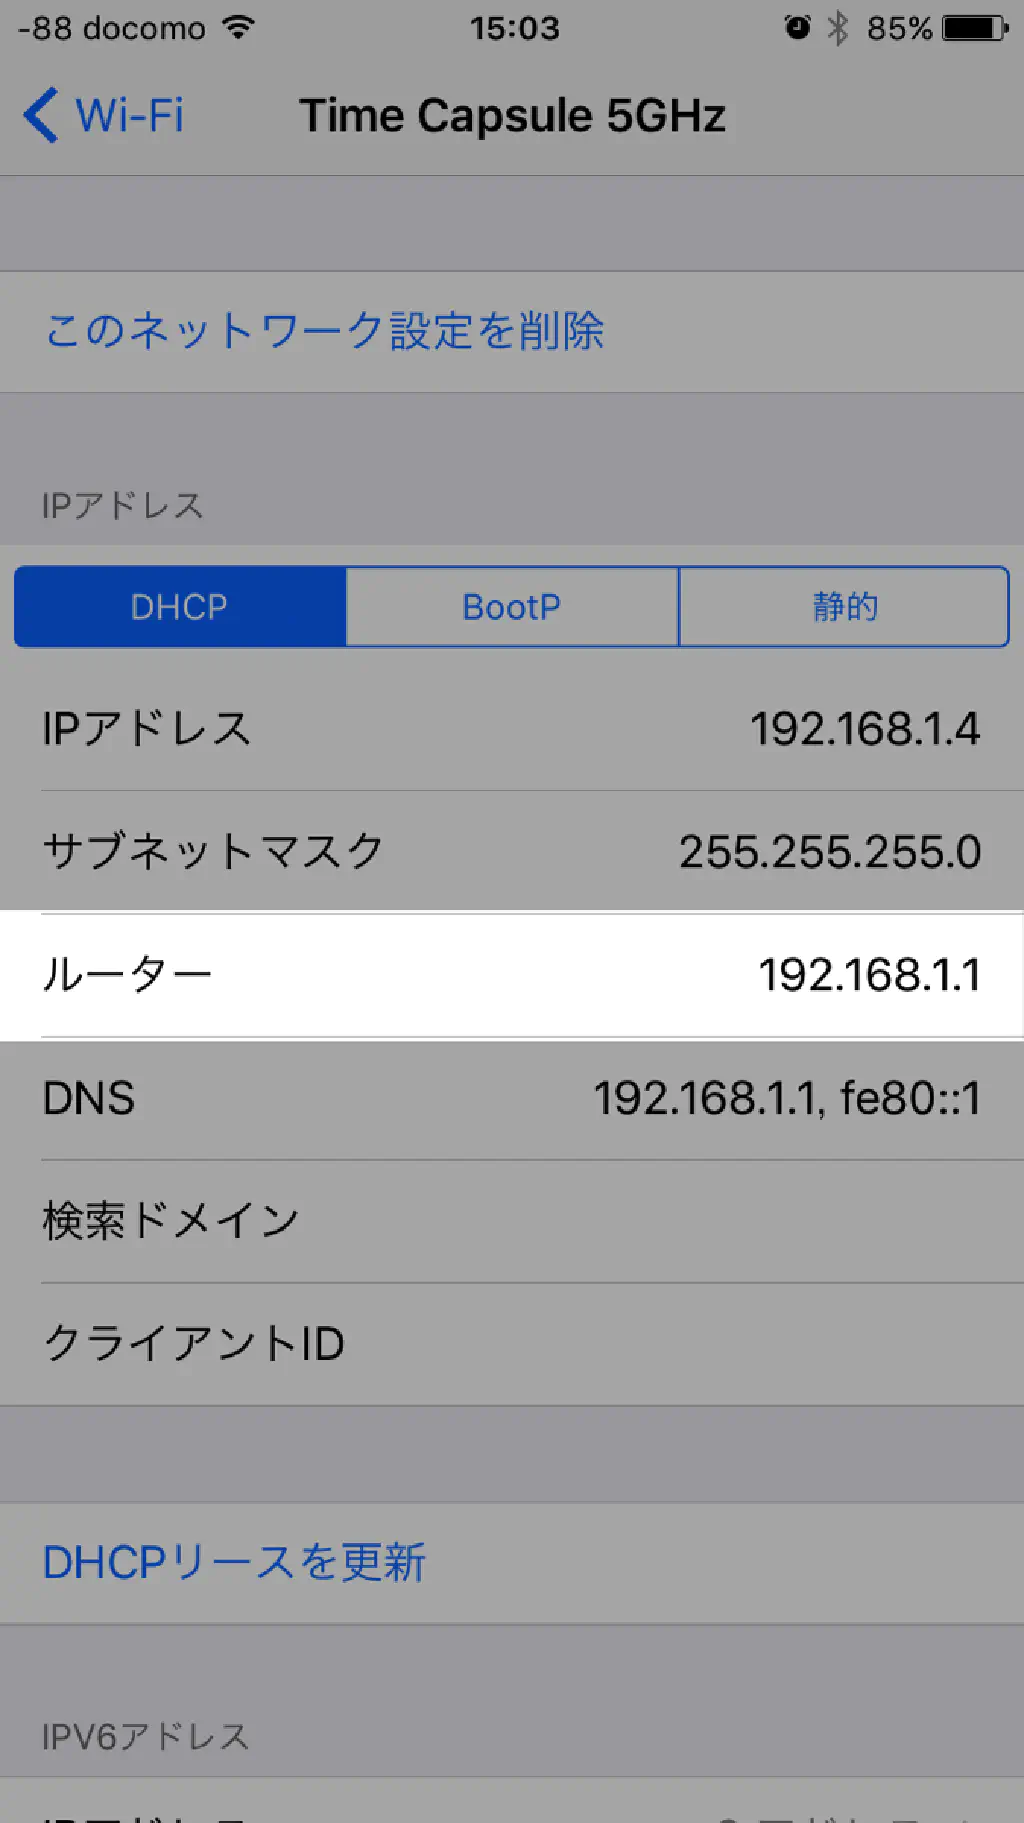 -88 docomo 15:03 85%
Wi-Fi Time Capsule 5GHz
このネットワーク設定を削除
IPアドレス
DHCP BootP 静的
IPアドレス 192.168.1.4
サブネットマスク 255.255.255.0
ルーター 192.168.1.1
DNS 192.168.1.1, fe80::1
検索ドメイン
クライアントID
DHCPリースを更新
IPV6アドレス